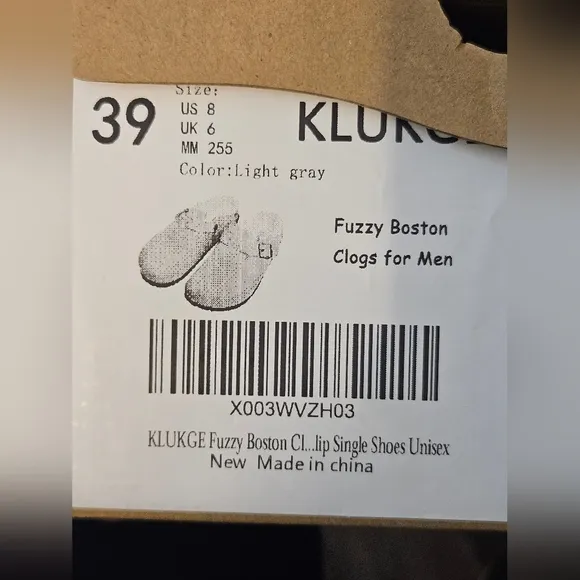 39
Size:
US 8
UK 6
MM 255
Color:Light gray
KLUKGE
Fuzzy Boston
Clogs for Men
X003WVZH03
KLUKGE Fuzzy Boston Cl...lip Single Shoes Unisex
New Made in china